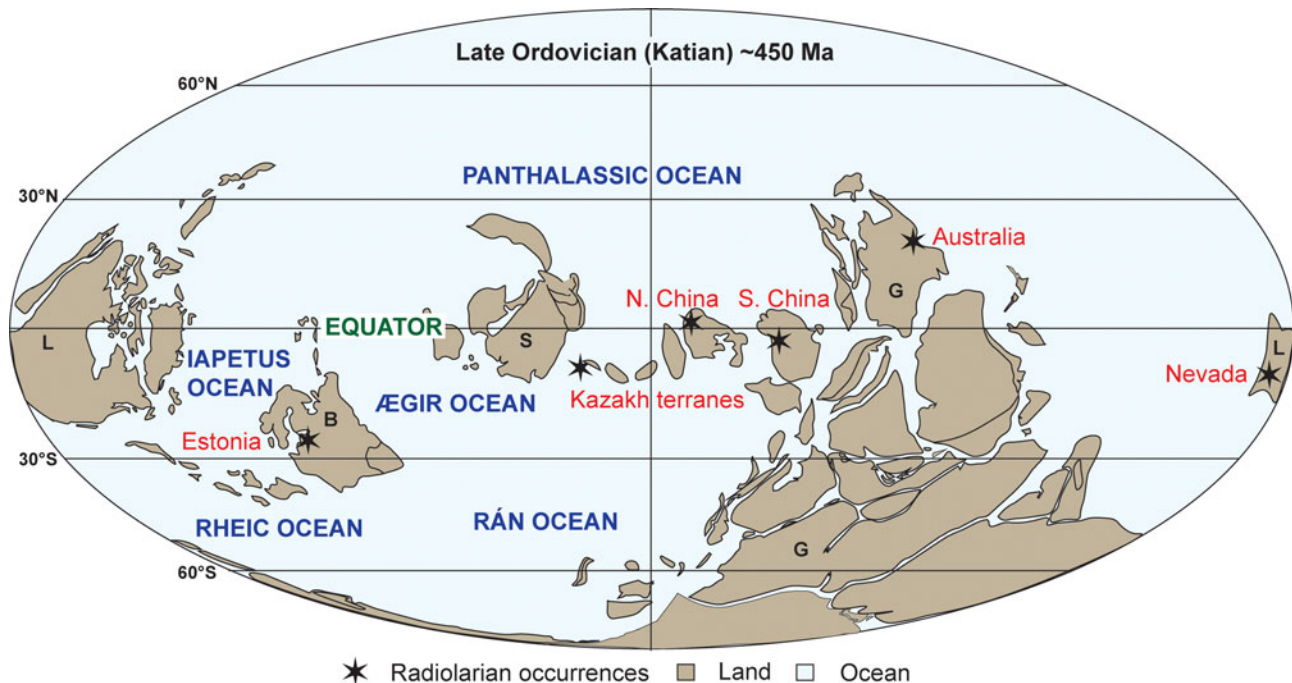 Late Ordovician (Katian) ~450 Ma
60°N
PANTHALASSIC OCEAN
30°N
Australia
N. China
S. China
G
EQUATOR
L
S
L
IAPETUS
OCEAN
Nevada
ÆGIR OCEAN
Kazakh terranes
B
Estonia
30°S
RHEIC OCEAN
RÁN OCEAN
G
60°S
Radiolarian occurrences
Land
Ocean